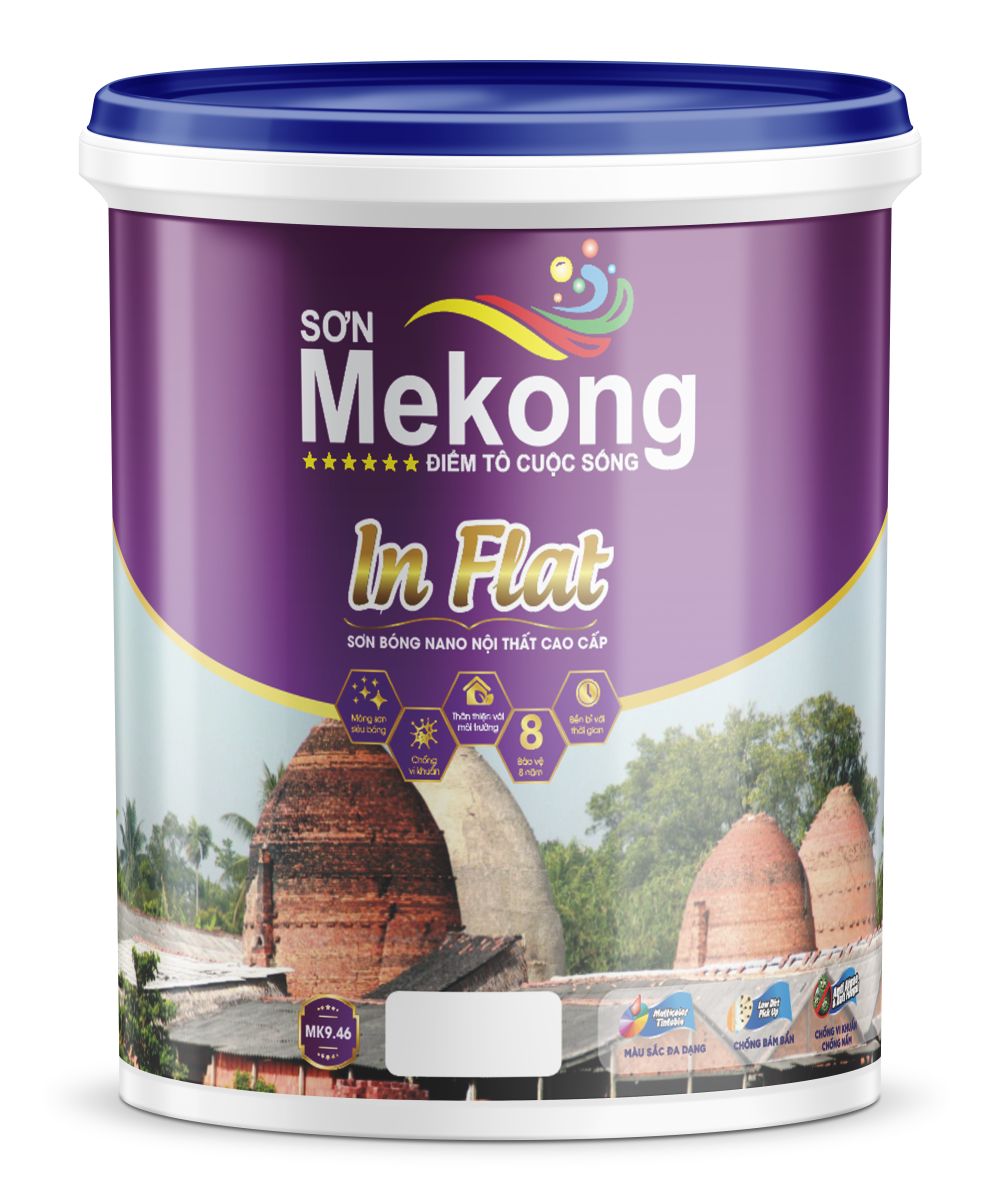 SƠN
Mekong
ĐIỂM TÔ CUỘC SỐNG
In Flat
SƠN BÓNG NANO NỘI THẤT CAO CẤP
Màng sơn
siêu bóng
Chống
vi khuẩn
Thân thiện với
môi trường
8
Bảo vệ
8 năm
Bền bỉ với
thời gian
MK9.46
Multicolor
Tintable
MÀU SẮC ĐA DẠNG
Low Dirt
Pick Up
CHỐNG BÁM BẨN
CHỐNG VI KHUẨN
CHỐNG NẤM